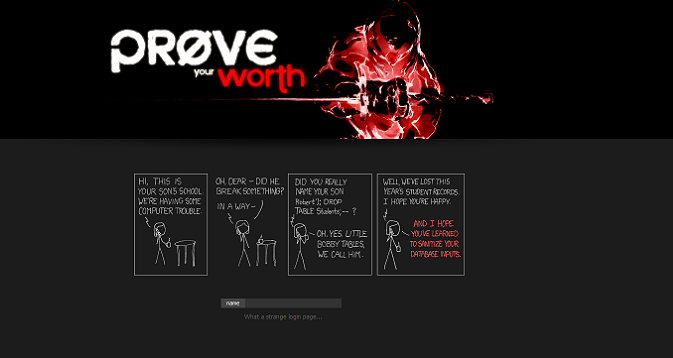 PRØVE
your worth
HI, THIS IS
YOUR SON'S SCHOOL.
WE'RE HAVING SOME
COMPUTER TROUBLE.
OH, DEAR - DID HE
BREAK SOMETHING?
IN A WAY-
DID YOU REALLY
NAME YOUR SON
Robert'); DROP
TABLE Students;-- ?
OH. YES. LITTLE
BOBBY TABLES,
WE CALL HIM.
WELL, WE'VE LOST THIS
YEAR'S STUDENT RECORDS.
I HOPE YOU'RE HAPPY.
AND I HOPE
YOU'VE LEARNED
TO SANITIZE YOUR
DATABASE INPUTS.
name
What a strange login page...